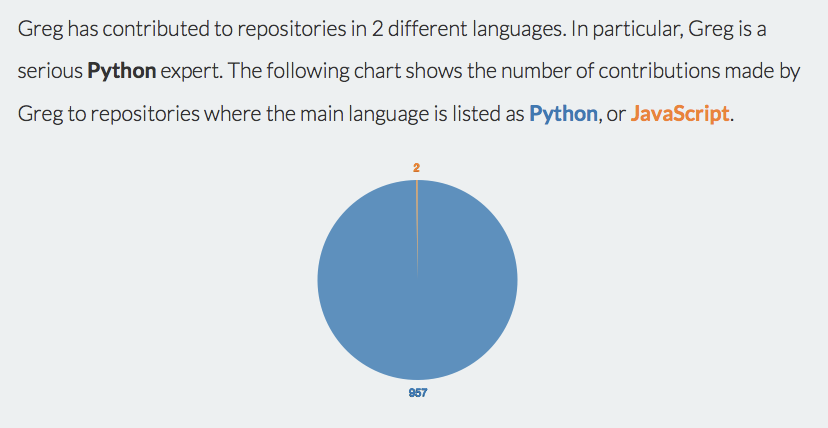 Greg has contributed to repositories in 2 different languages. In particular, Greg is a
serious Python expert. The following chart shows the number of contributions made by
Greg to repositories where the main language is listed as Python, or JavaScript.
2
957